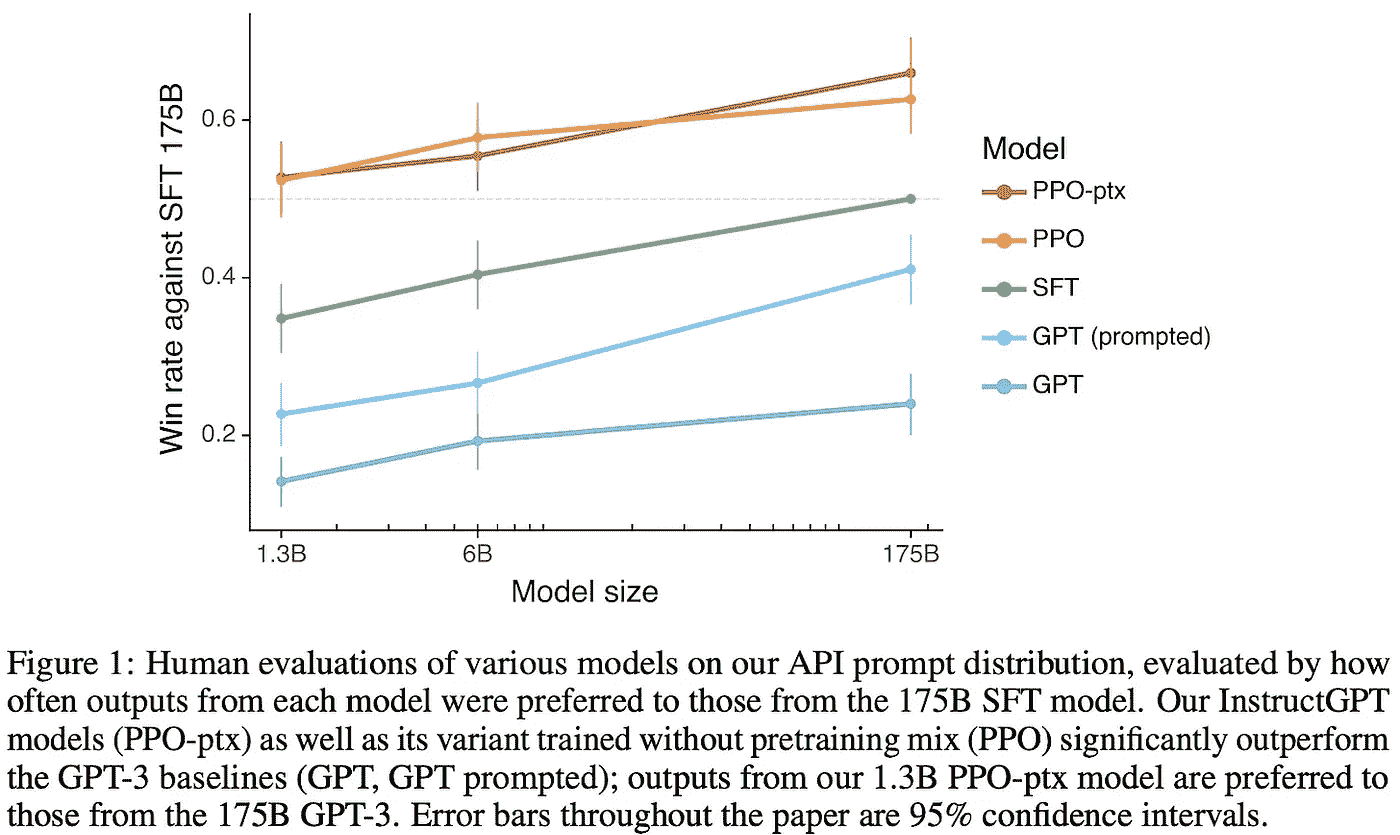 Win rate against SFT 175B
0.6
0.4
0.2
1.3B
6B
175B
Model size
Model
PPO-ptx
PPO
SFT
GPT (prompted)
GPT
Figure 1: Human evaluations of various models on our API prompt distribution, evaluated by how
often outputs from each model were preferred to those from the 175B SFT model. Our InstructGPT
models (PPO-ptx) as well as its variant trained without pretraining mix (PPO) significantly outperform
the GPT-3 baselines (GPT, GPT prompted); outputs from our 1.3B PPO-ptx model are preferred to
those from the 175B GPT-3. Error bars throughout the paper are 95% confidence intervals.